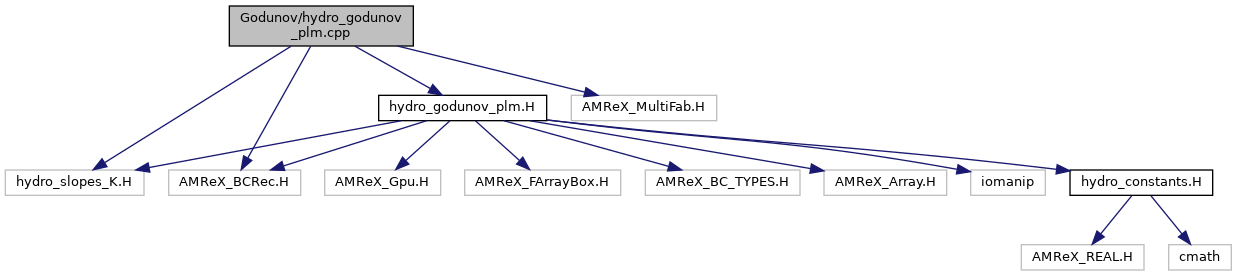 Godunov/hydro_godunov
_plm.cpp
hydro_godunov_plm.H
AMReX_MultiFab.H
hydro_slopes_K.H
AMReX_BCRec.H
AMReX_Gpu.H
AMReX_FArrayBox.H
AMReX_BC_TYPES.H
AMReX_Array.H
iomanip
hydro_constants.H
AMReX_REAL.H
cmath